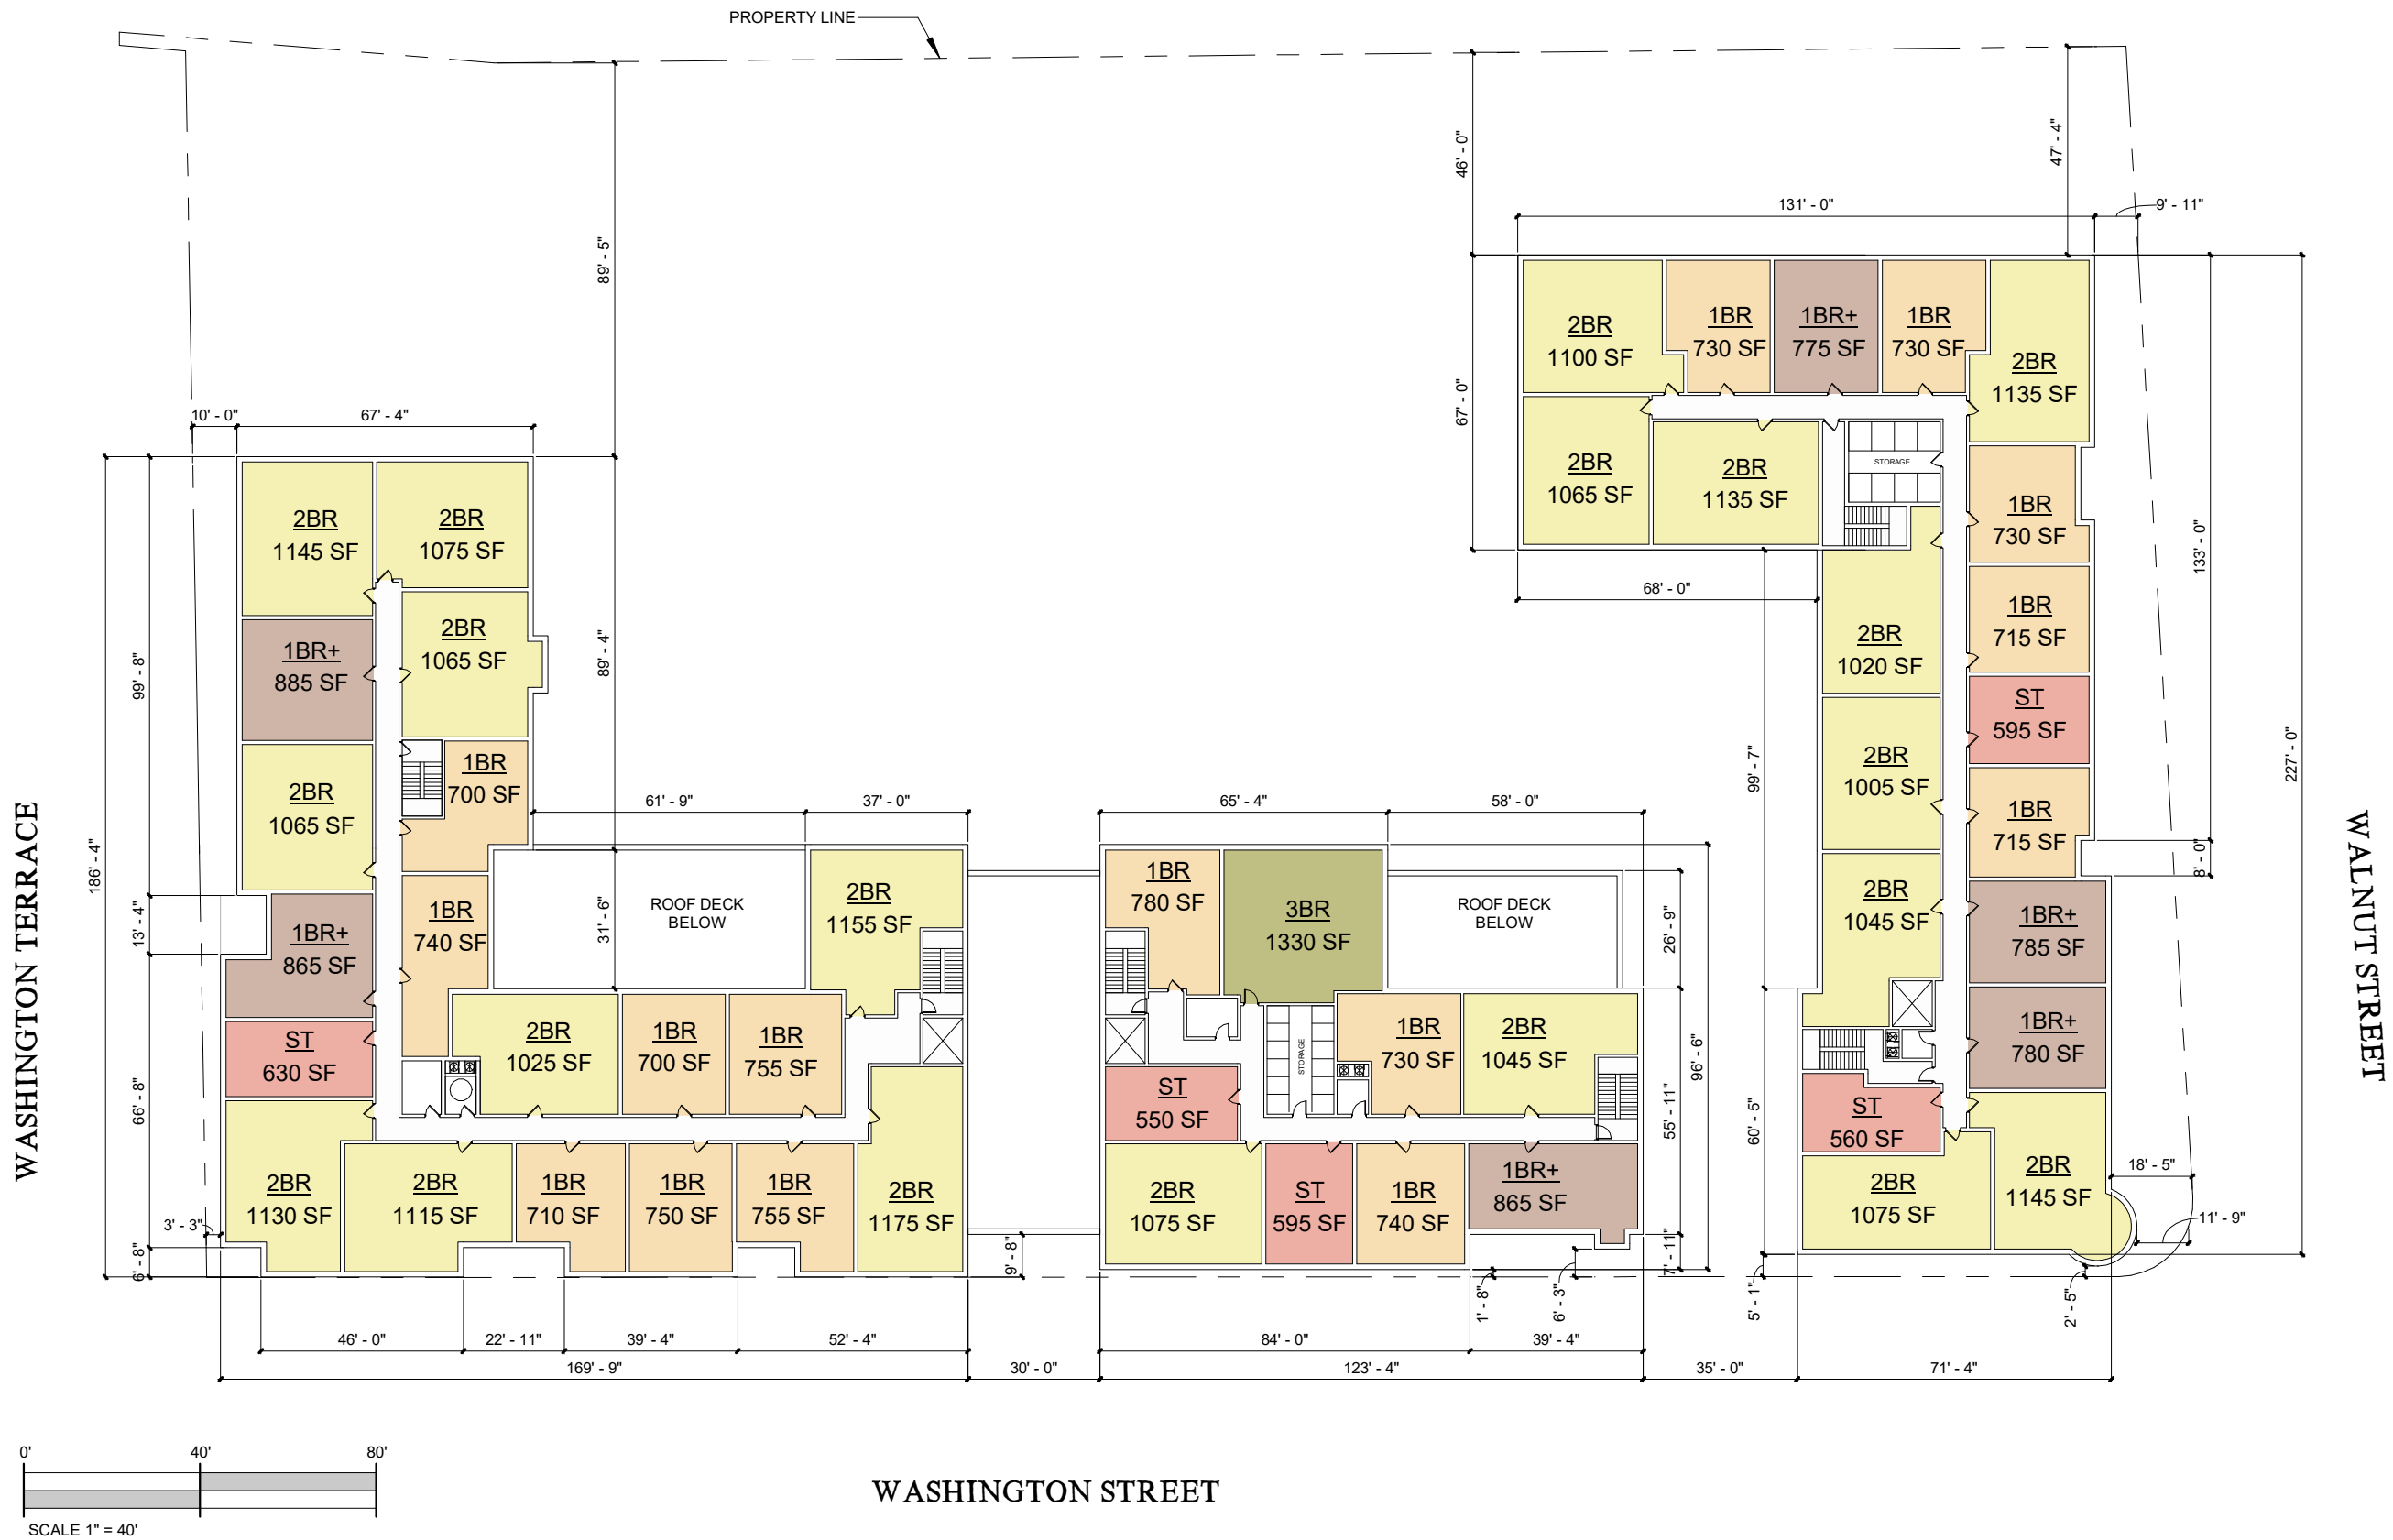 PROPERTY LINE
46' - 0"
47' - 4"
131' - 0"
9' - 11"
89' - 5"
2BR
1100 SF
1BR
730 SF
1BR+
775 SF
1BR
730 SF
2BR
1135 SF
67' - 0"
10' - 0"
67' - 4"
2BR
1065 SF
2BR
1135 SF
STORAGE
1BR
730 SF
133' - 0"
227' - 0"
2BR
1145 SF
2BR
1075 SF
68' - 0"
1BR
715 SF
2BR
1020 SF
1BR+
885 SF
2BR
1065 SF
99' - 8"
89' - 4"
ST
595 SF
2BR
1005 SF
99' - 7"
1BR
715 SF
8' - 0"
2BR
1065 SF
1BR
700 SF
61' - 9"
37' - 0"
65' - 4"
58' - 0"
186' - 4"
WASHINGTON TERRACE
WALNUT STREET
13' - 4"
1BR+
865 SF
1BR
740 SF
31' - 6"
ROOF DECK
BELOW
2BR
1155 SF
1BR
780 SF
3BR
1330 SF
ROOF DECK
BELOW
26' - 9"
2BR
1045 SF
1BR+
785 SF
ST
630 SF
2BR
1025 SF
1BR
700 SF
1BR
755 SF
STORAGE
1BR
730 SF
2BR
1045 SF
96' - 6"
1BR+
780 SF
66' - 8"
ST
550 SF
55' - 11"
60' - 5"
ST
560 SF
2BR
1130 SF
2BR
1115 SF
1BR
710 SF
1BR
750 SF
1BR
755 SF
2BR
1175 SF
2BR
1075 SF
ST
595 SF
1BR
740 SF
1BR+
865 SF
2BR
1075 SF
2BR
1145 SF
18' - 5"
11' - 9"
3' - 3"
6' - 8"
9' - 8"
7' - 11"
1' - 8"
6' - 3"
5' - 1"
2' - 5"
46' - 0"
22' - 11"
39' - 4"
52' - 4"
84' - 0"
39' - 4"
169' - 9"
30' - 0"
123' - 4"
35' - 0"
71' - 4"
0'
40'
80'
SCALE 1" = 40'
WASHINGTON STREET